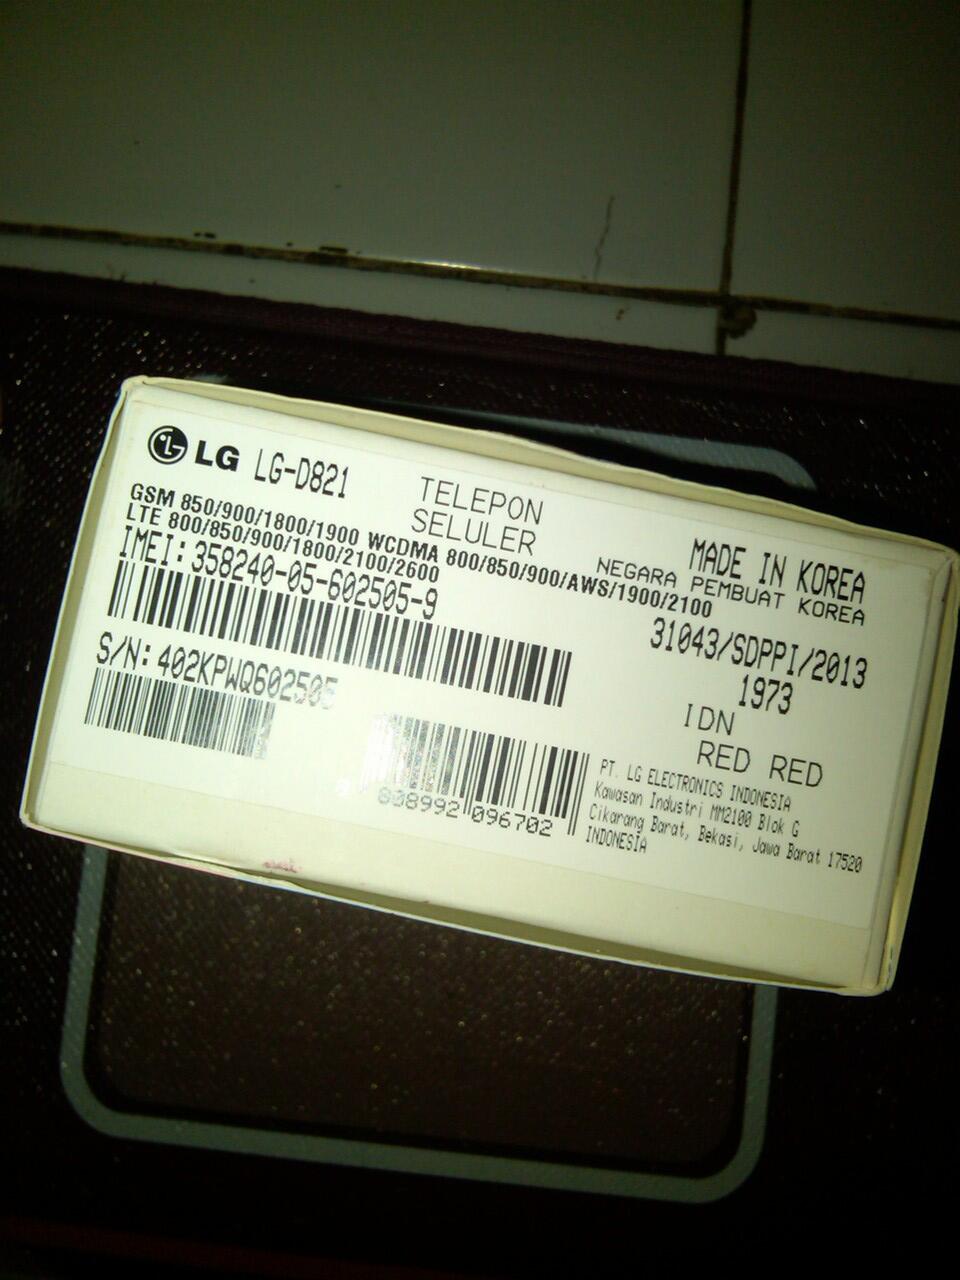 LG LG-D821
TELEPON
SELULER
GSM 850/900/1800/1900 WCDMA 800/850/900/AWS/1900/2100
LTE 800/850/900/1800/2100/2600
IMEI: 358240-05-602505-9
S/N: 402KPWQ602505
MADE IN KOREA
NEGARA PEMBUAT KOREA
31043/SDPPI/2013
1973
IDN
RED RED
808992 096702
PT. LG ELECTRONICS INDONESIA
Kawasan Industri MM2100 Blok G
Cikarang Barat, Bekasi, Jawa Barat 17520
INDONESIA